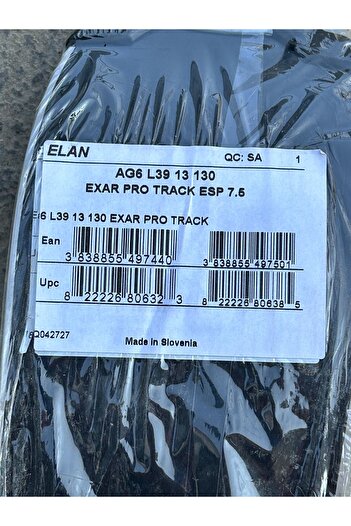 ELAN QC: SA 1
AG6 L39 13 130
EXAR PRO TRACK ESP 7.5
6 L39 13 130 EXAR PRO TRACK
Ean
3 838855 497440 3 838855 497501
Upc
8 22226 80632 3 8 22226 80638 5
Q042727 Made in Slovenia